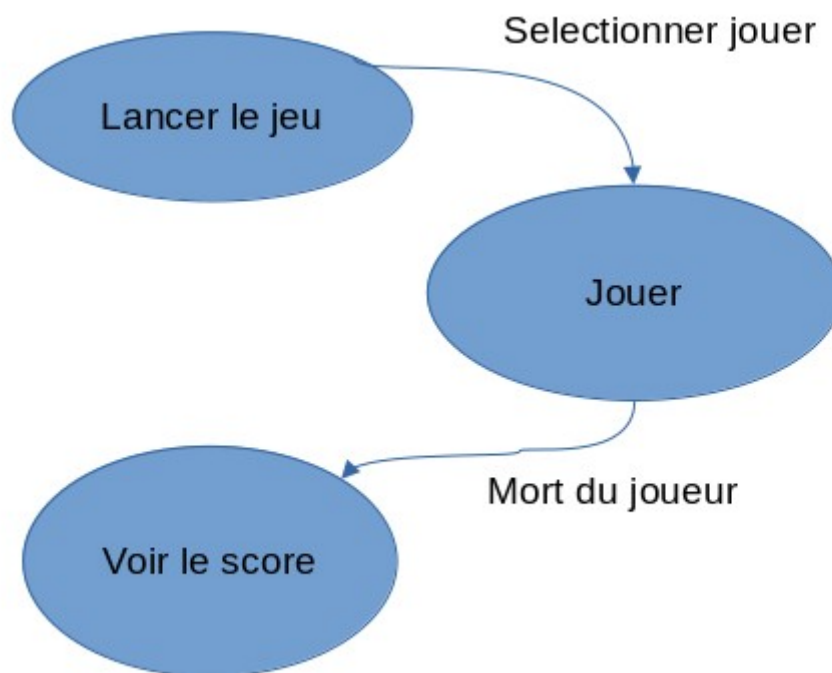 Selectionner jouer
Lancer le jeu
Jouer
Mort du joueur
Voir le score